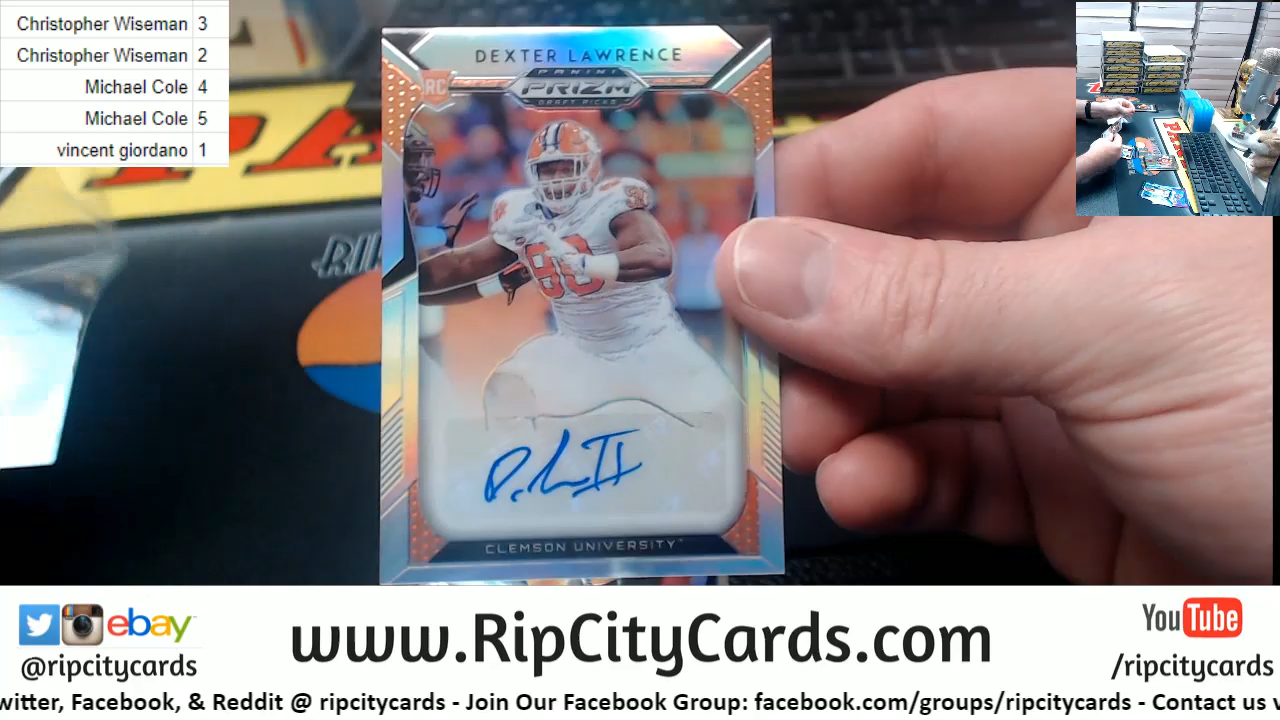 Christopher Wiseman 3
Christopher Wiseman 2
Michael Cole 4
Michael Cole 5
vincent giordano 1
DEXTER LAWRENCE
RC
PANINI
PRIZM
DRAFT PICKS
90
CLEMSON UNIVERSITY
ebay
@ripcitycards
www.RipCityCards.com
YouTube
/ripcitycards
witter, Facebook, & Reddit @ ripcitycards - Join Our Facebook Group: facebook.com/groups/ripcitycards - Contact us v